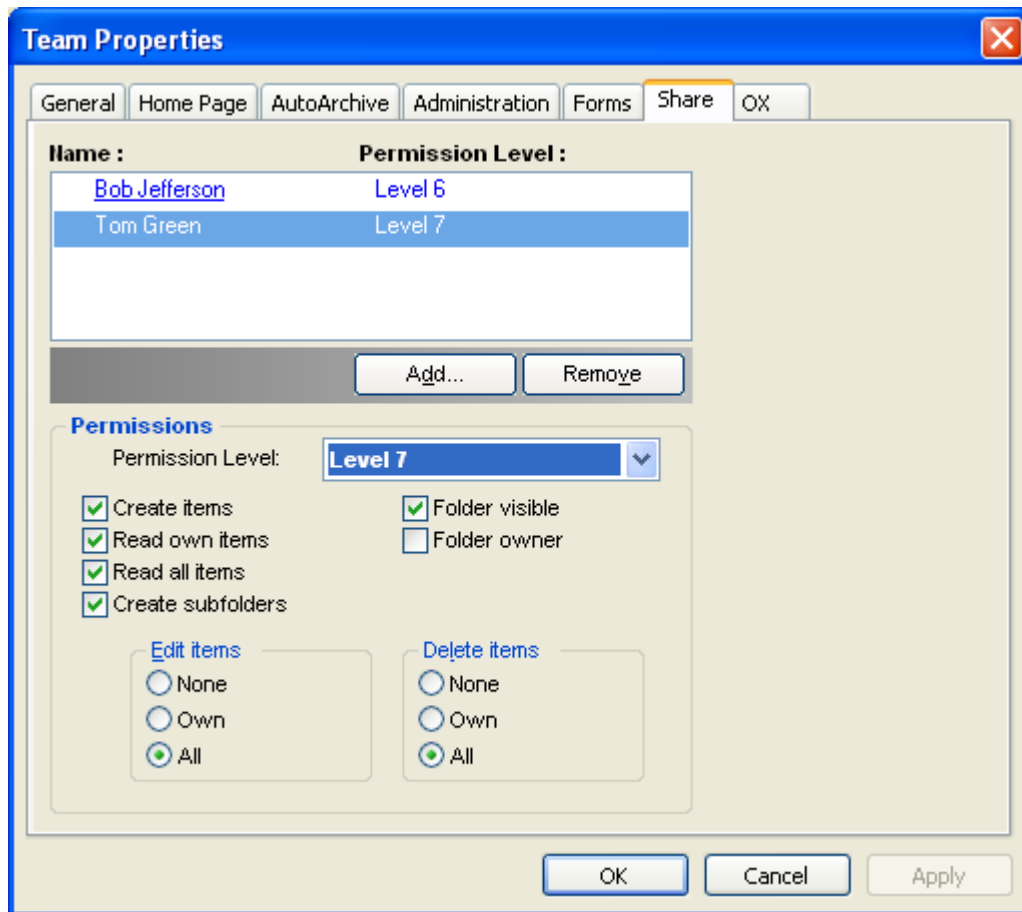 Team Properties
General Home Page AutoArchive Administration Forms Share OX
Name : Permission Level :
Bob Jefferson Level 6
Tom Green Level 7
Add... Remove
Permissions
Permission Level: Level 7
Create items Folder visible
Read own items Folder owner
Read all items
Create subfolders
Edit items Delete items
None None
Own Own
All All
OK Cancel Apply